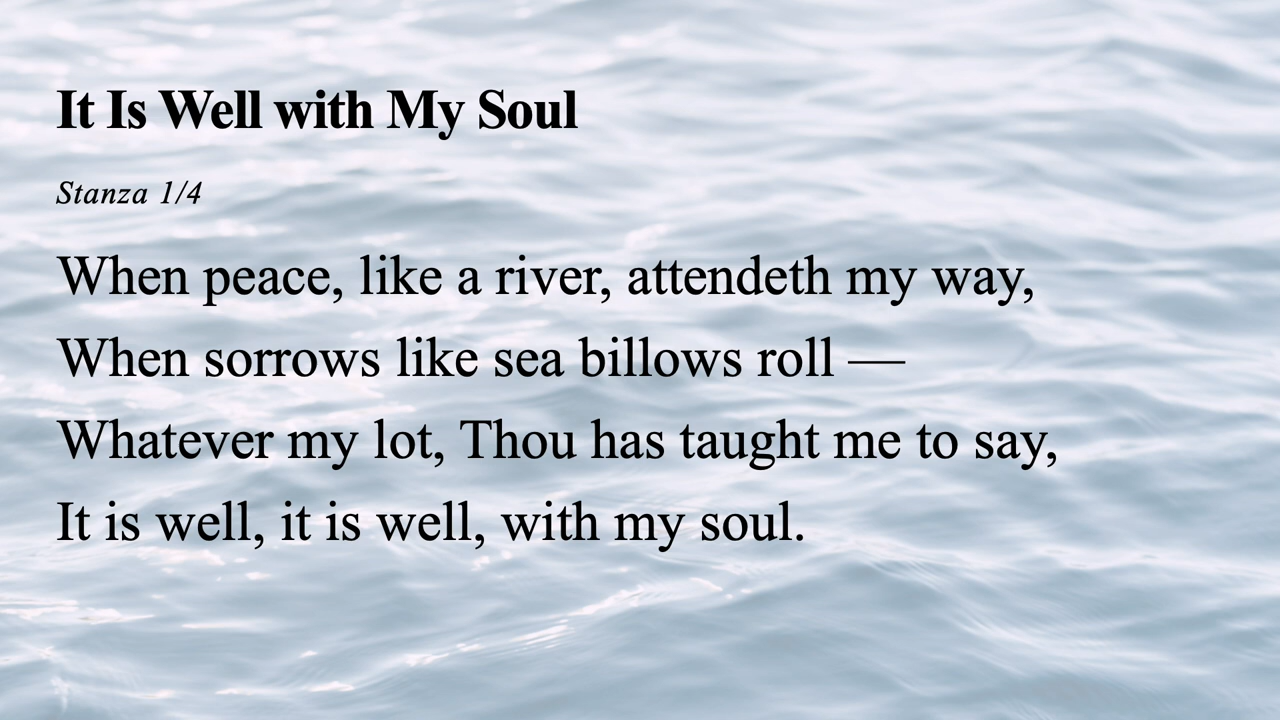 It Is Well with My Soul
Stanza 1/4
When peace, like a river, attendeth my way,
When sorrows like sea billows roll —
Whatever my lot, Thou has taught me to say,
It is well, it is well, with my soul.